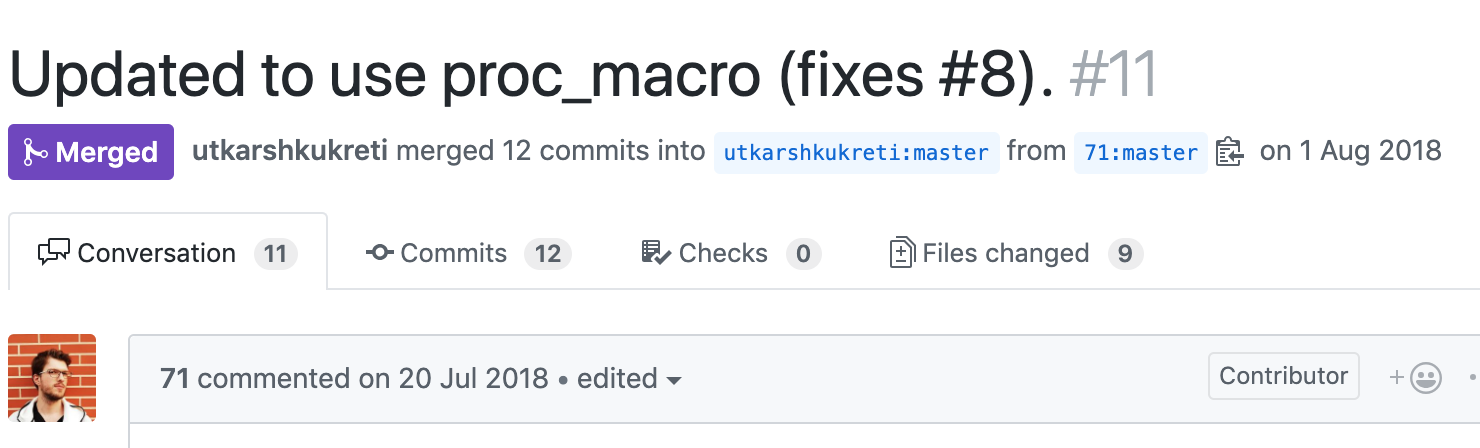 Updated to use proc_macro (fixes #8). #11
Merged utkarshkukreti merged 12 commits into utkarshkukreti:master from 71:master on 1 Aug 2018
Conversation 11 Commits 12 Checks 0 Files changed 9
71 commented on 20 Jul 2018 • edited Contributor